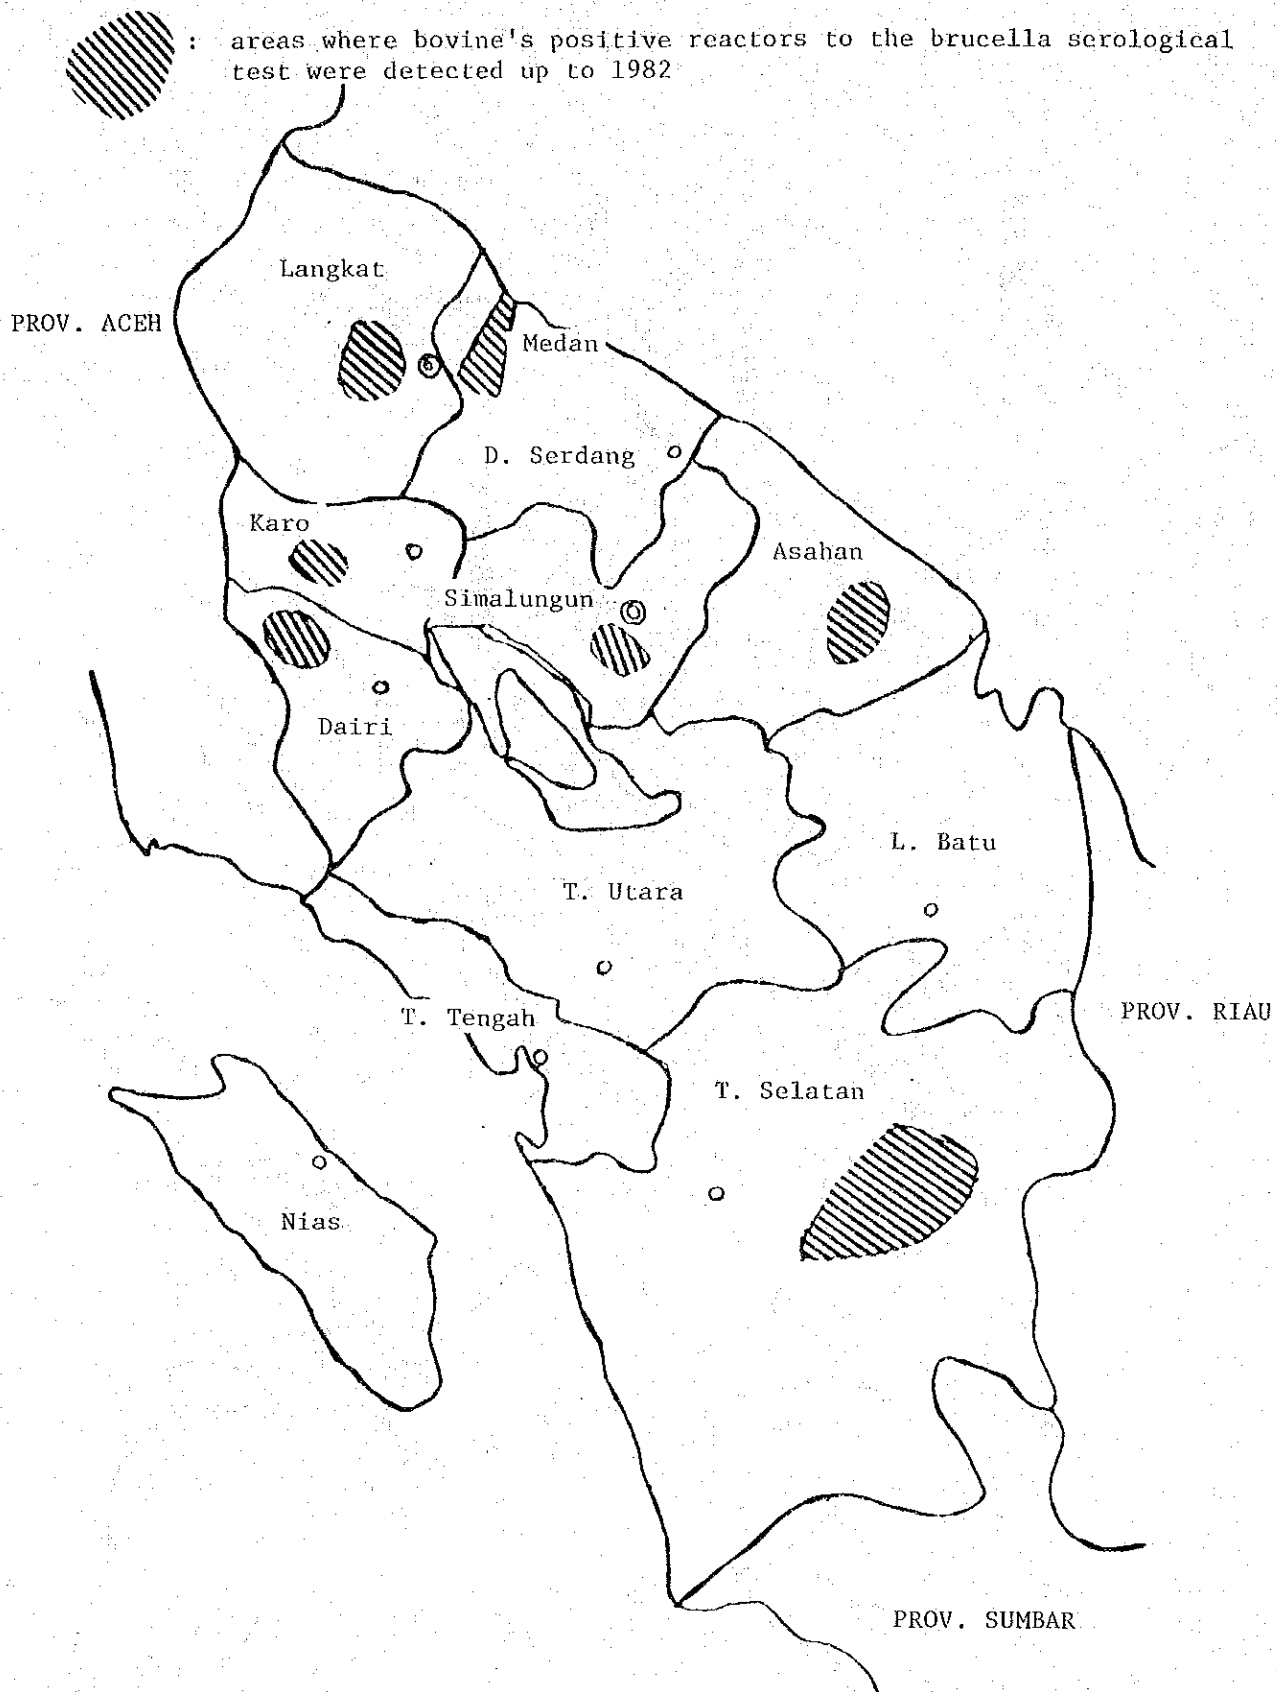 : areas where bovine's positive reactors to the brucella serological
test were detected up to 1982
Langkat
PROV. ACEH
Medan
D. Serdang
Karo
Asahan
Simalungun
Dairi
L. Batu
T. Utara
PROV. RIAU
T. Tengah
T. Selatan
Nias
PROV. SUMBAR